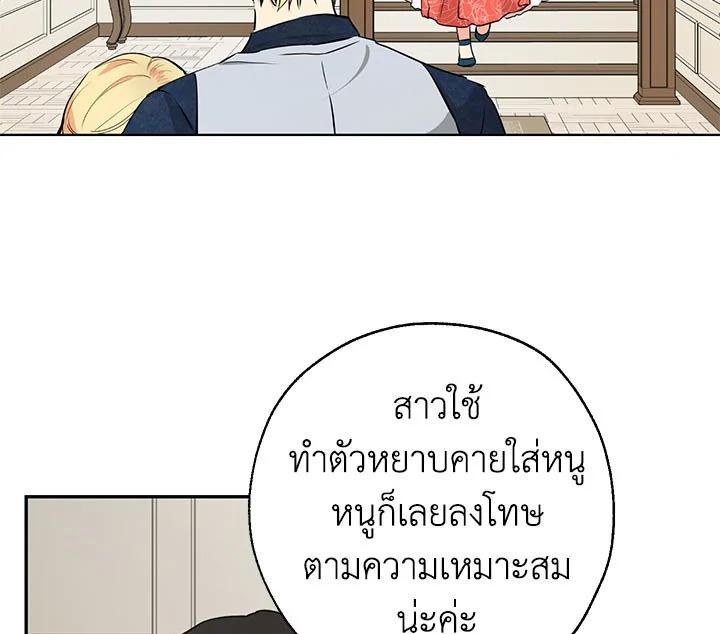 สาวใช้
ทำตัวหยาบคายใส่หนู
หนูก็เลยลงโทษ
ตามความเหมาะสม
น่ะค่ะ